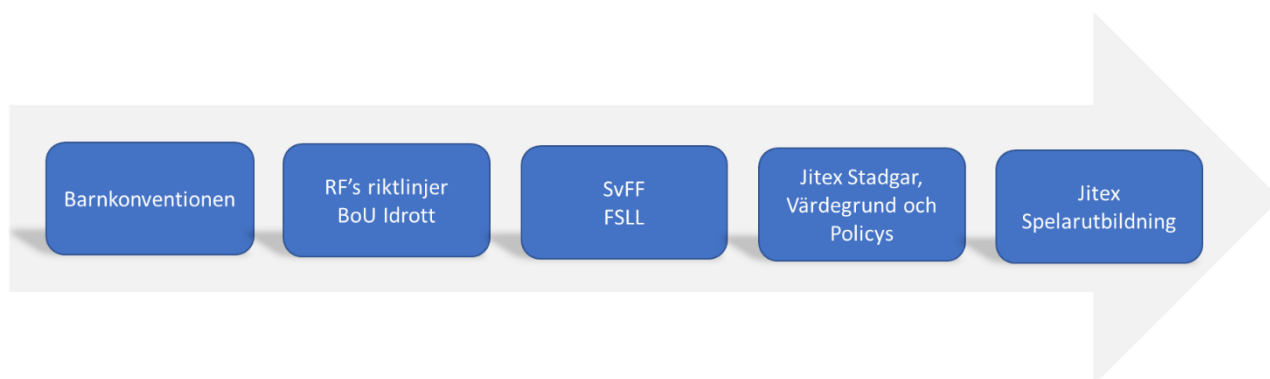 Barnkonventionen
RF's riktlinjer
BoU Idrott
SvFF
FSLL
Jitex Stadgar,
Värdegrund och
Policys
Jitex
Spelarutbildning